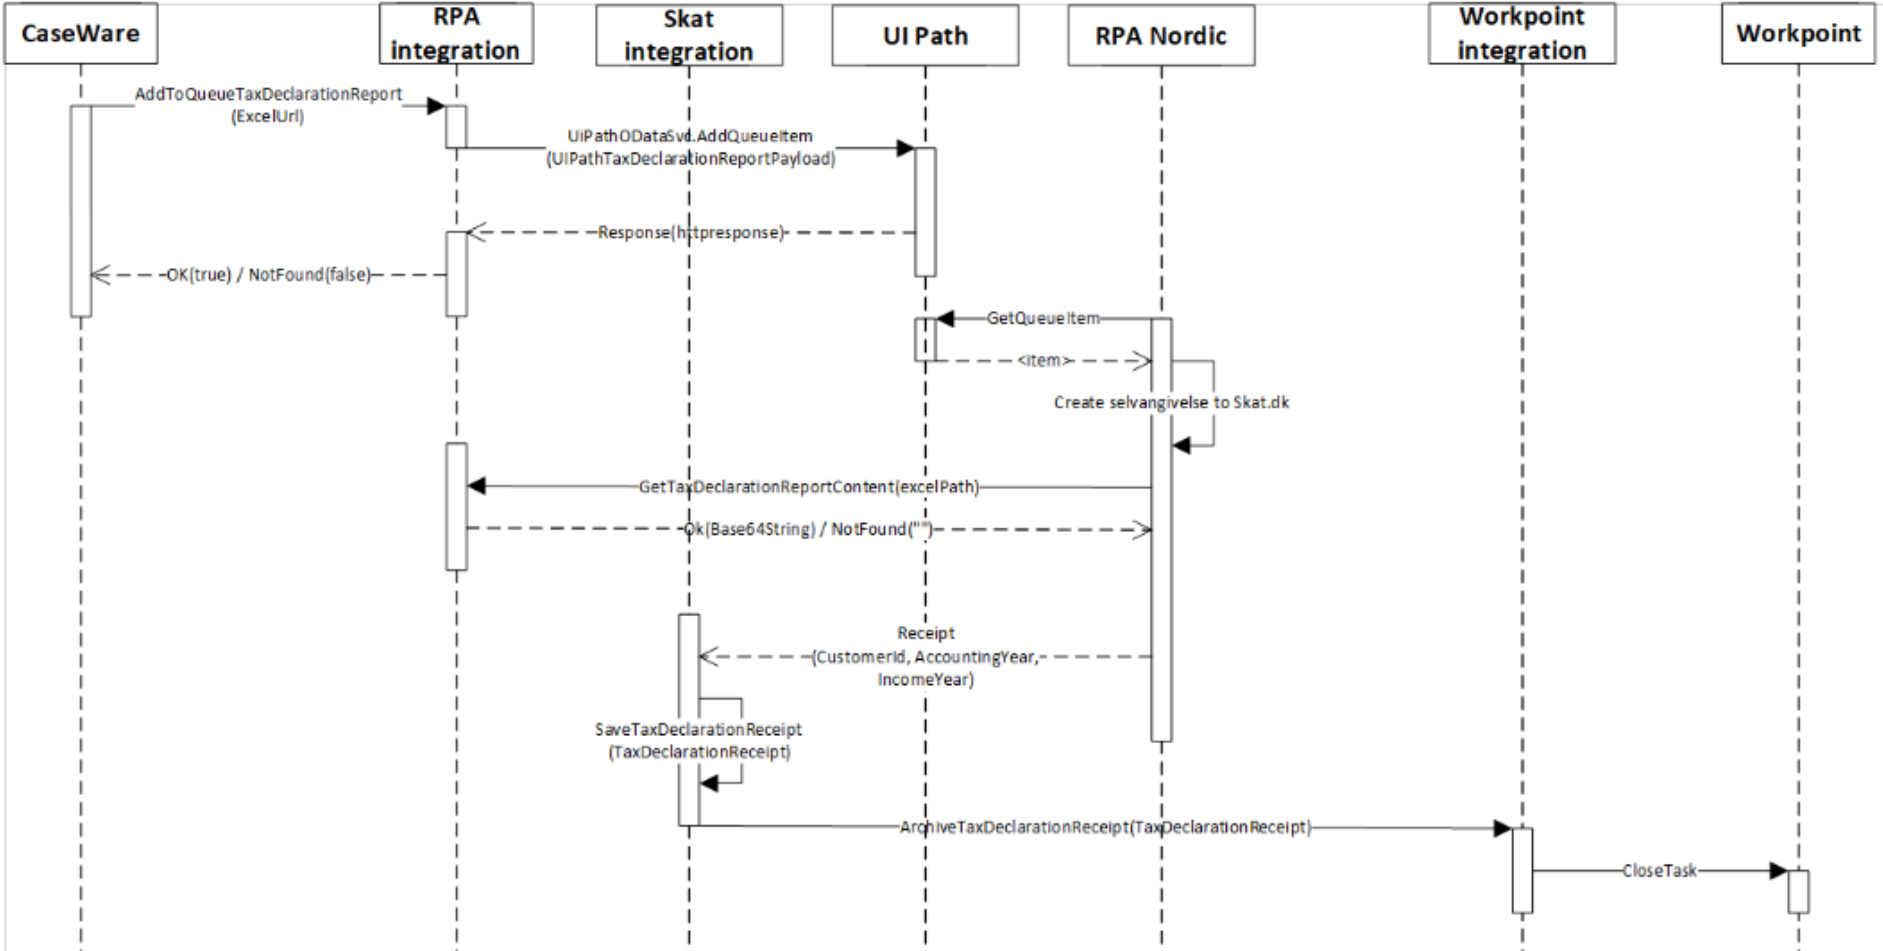 CaseWare
RPA
integration
Skat
integration
UI Path
RPA Nordic
Workpoint
integration
Workpoint
AddToQueueTaxDeclarationReport
(ExcelUrl)
UiPathODataSvc.AddQueueItem
(UIPathTaxDeclarationReportPayload)
Response(httpresponse)
OK(true) / NotFound(false)
GetQueueItem
<item>
Create selvangivelse to Skat.dk
GetTaxDeclarationReportContent(excelPath)
Ok(Base64String) / NotFound("")
Receipt
(CustomerId, AccountingYear,
IncomeYear)
SaveTaxDeclarationReceipt
(TaxDeclarationReceipt)
ArchiveTaxDeclarationReceipt(TaxDeclarationReceipt)
CloseTask